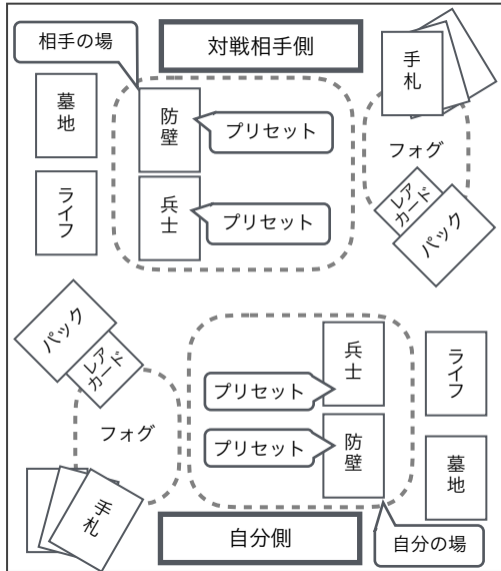 相手の場
対戦相手側
手札
墓地
防壁
プリセット
フォグ
ライフ
兵士
プリセット
レア
カード
パック
パック
レア
カード
兵士
ライフ
プリセット
フォグ
プリセット
防壁
墓地
手札
自分側
自分の場